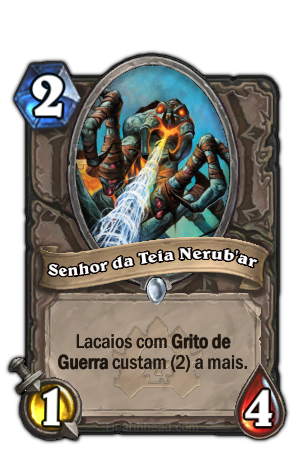 2
Senhor da Teia Nerub'ar
Lacaios com Grito de
Guerra custam (2) a mais.
1
4